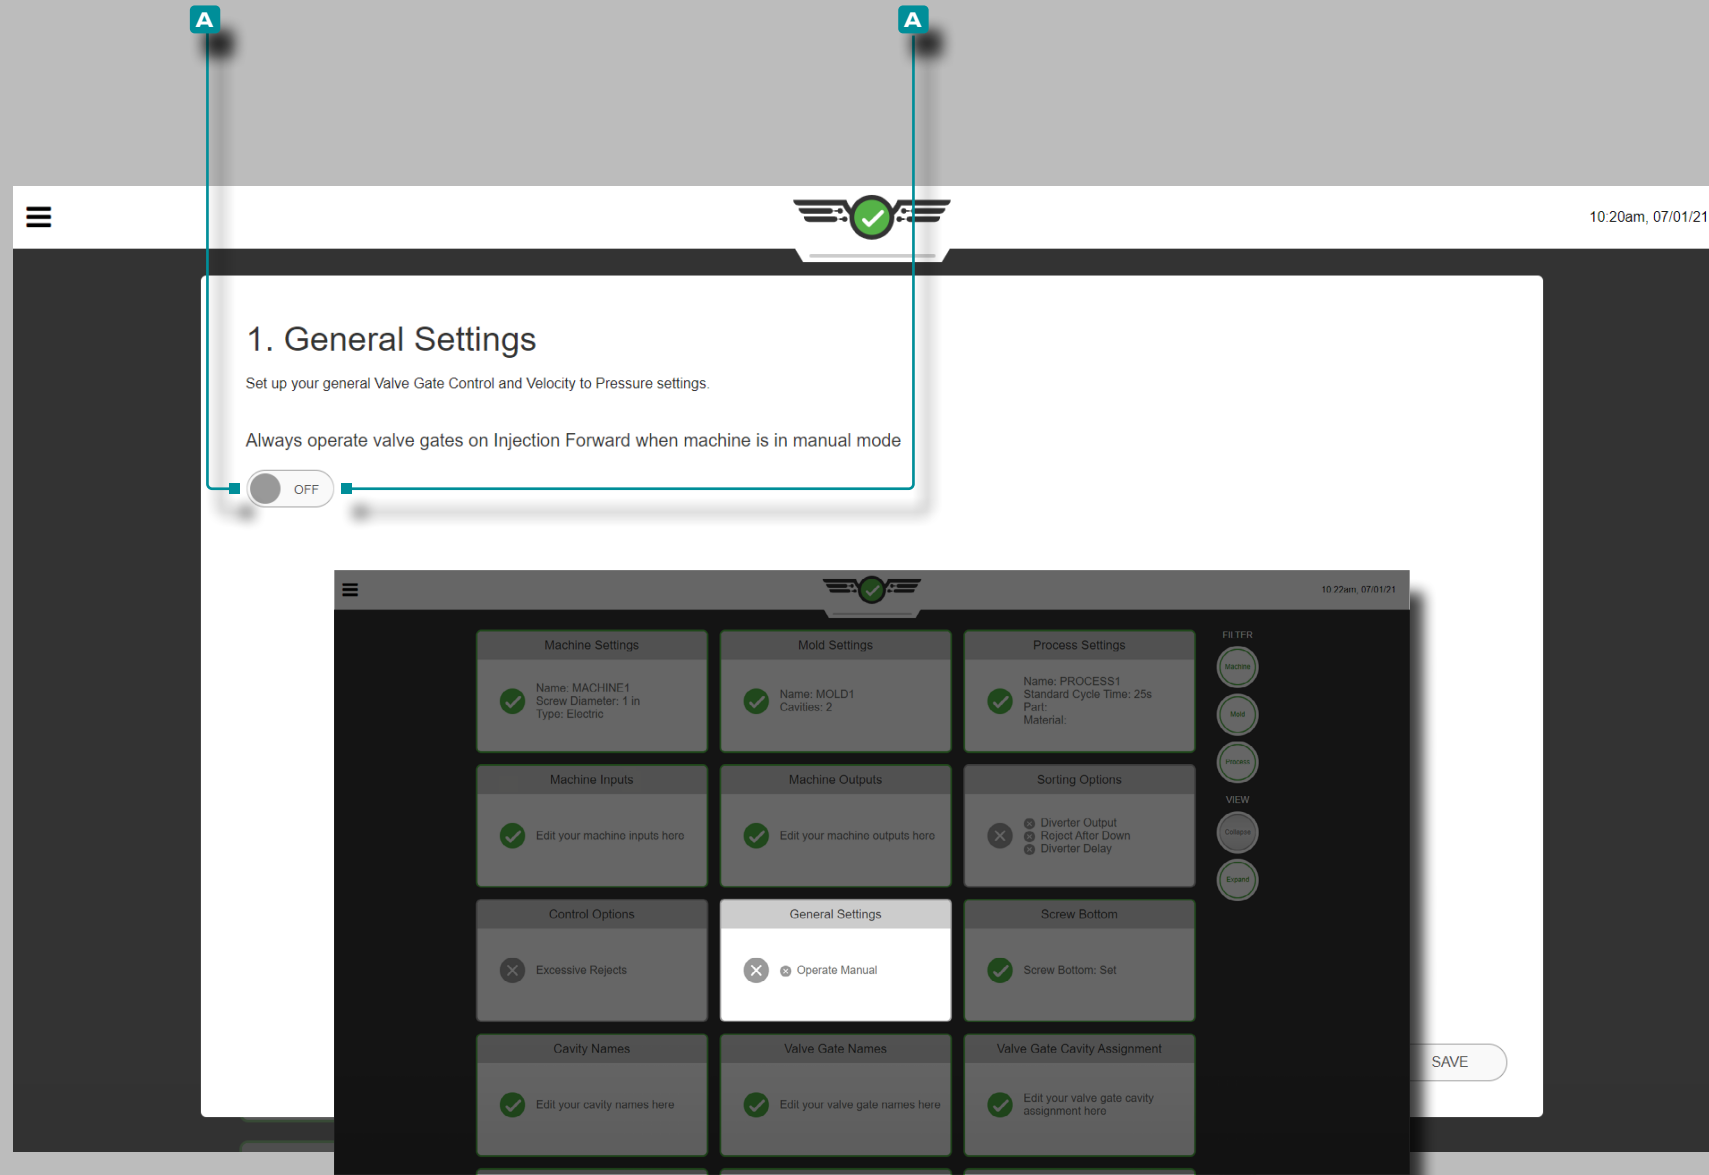 A
A
10:20am, 07/01/21
1. General Settings
Set up your general Valve Gate Control and Velocity to Pressure settings.
Always operate valve gates on Injection Forward when machine is in manual mode
OFF
10:22am, 07/01/21
Machine Settings
Name: MACHINE1
Screw Diameter: 1 in
Type: Electric
Mold Settings
Name: MOLD1
Cavities: 2
Process Settings
Name: PROCESS1
Standard Cycle Time: 25s
Part:
Material:
FILTER
Machine
Mold
Process
VIEW
Collapse
Expand
Machine Inputs
Edit your machine inputs here
Machine Outputs
Edit your machine outputs here
Sorting Options
Diverter Output
Reject After Down
Diverter Delay
Control Options
Excessive Rejects
General Settings
Operate Manual
Screw Bottom
Screw Bottom: Set
Cavity Names
Edit your cavity names here
Valve Gate Names
Edit your valve gate names here
Valve Gate Cavity Assignment
Edit your valve gate cavity
assignment here
SAVE